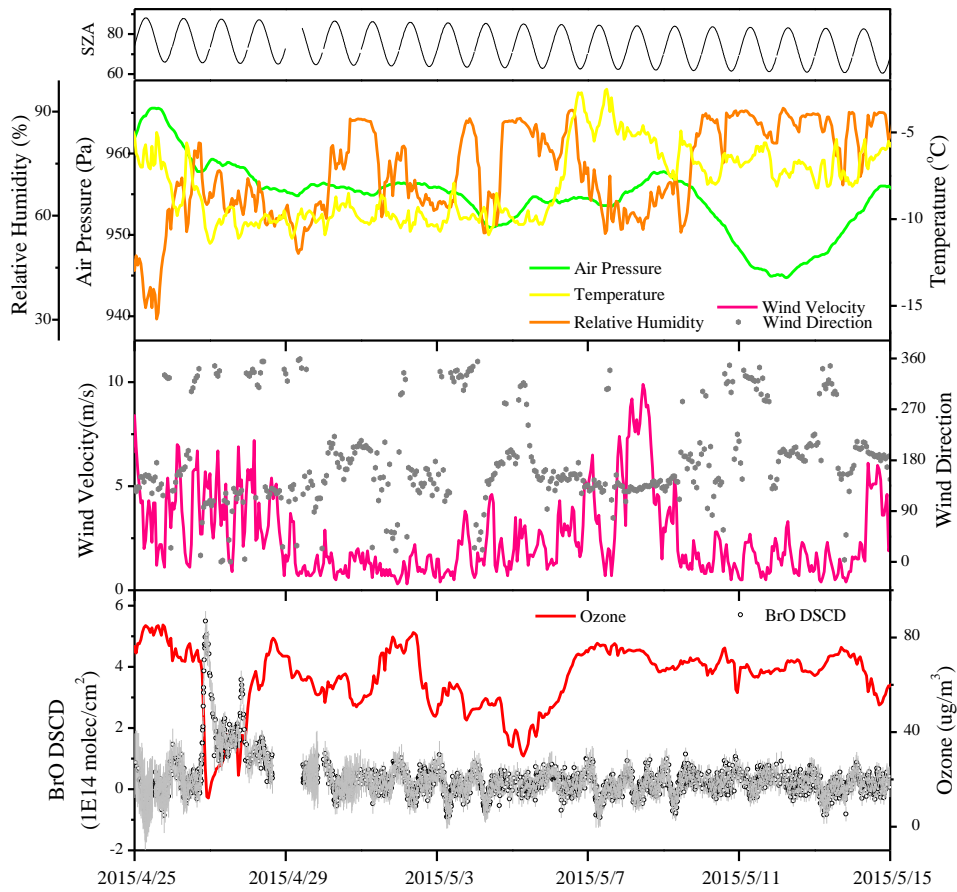 SZA
80
60
Relative Humidity (%)
90
60
30
Air Pressure (Pa)
960
950
940
Temperature (°C)
-5
-10
-15
Air Pressure
Temperature
Relative Humidity
Wind Velocity
Wind Direction
Wind Velocity(m/s)
10
5
0
Wind Direction
360
270
180
90
0
Ozone
BrO DSCD
BrO DSCD
(1E14 molec/cm²)
6
4
2
0
-2
Ozone (ug/m³)
80
40
0
2015/4/25 2015/4/29 2015/5/3 2015/5/7 2015/5/11 2015/5/15